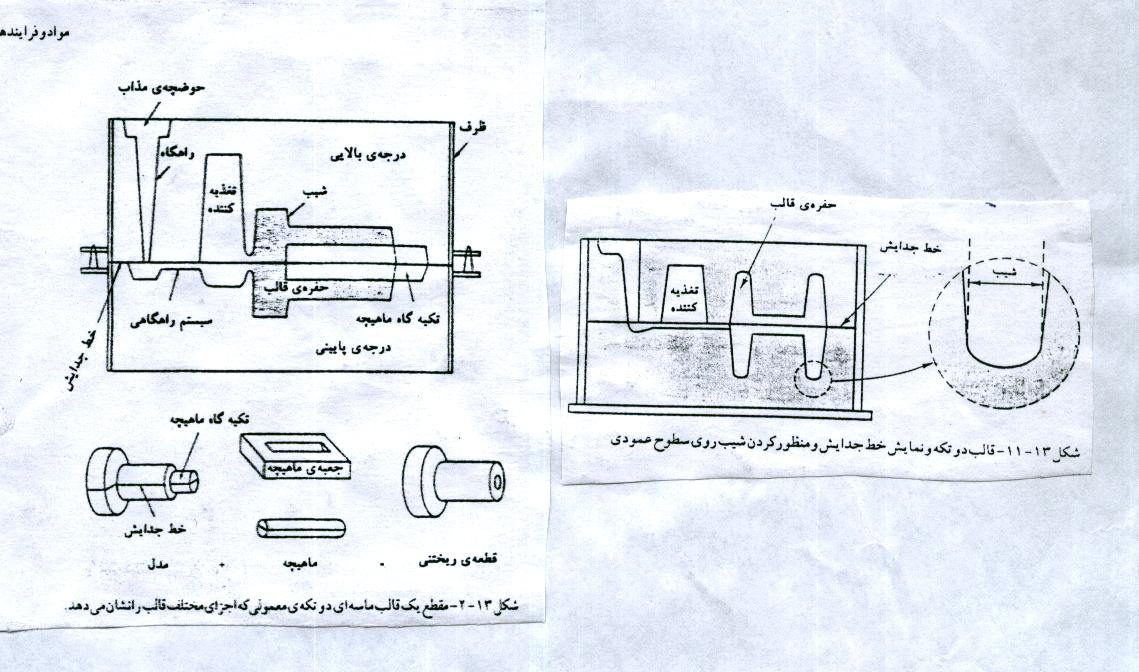 موادوفرایندها
حوضچه‌ی مذاب
ظرف
راهگاه
درجه‌ی بالایی
تغذیه
کننده
شیب
حفره‌ی قالب
سیستم راهگاهی
تکیه گاه ماهیچه
درجه‌ی پایینی
خط جدایش
تکیه گاه ماهیچه
جعبه‌ی ماهیچه
خط جدایش
قطعه‌ی ریختنی
ماهیچه
مدل
شکل ۱۳-۲- مقطع یک قالب ماسه‌ای دو تکه‌ی معمولی که اجزای مختلف قالب را نشان می‌دهد.
حفره‌ی قالب
خط جدایش
شیب
تغذیه
کننده
شکل ۱۳-۱۱- قالب دو تکه و نمایش خط جدایش و منظور کردن شیب روی سطوح عمودی